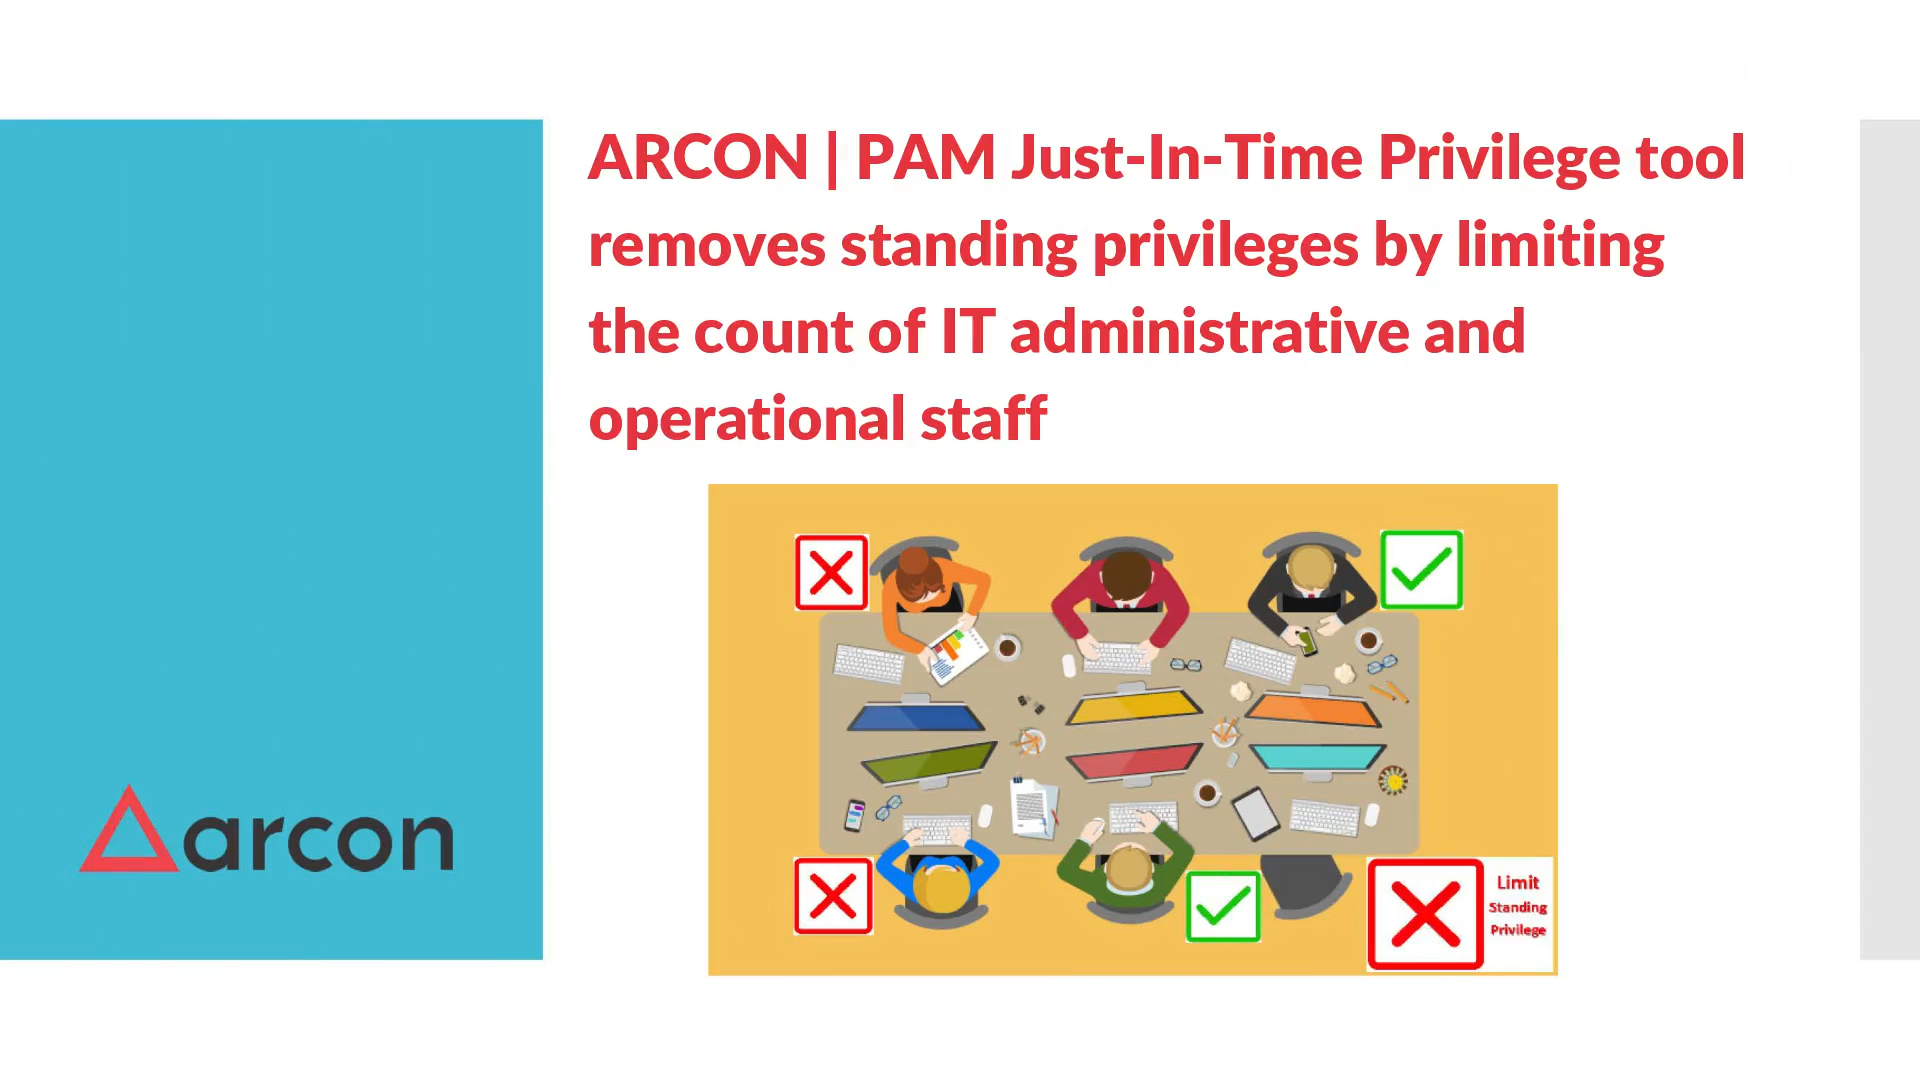 ARCON | PAM Just-In-Time Privilege tool
removes standing privileges by limiting
the count of IT administrative and
operational staff
arcon
Limit
Standing
Privilege